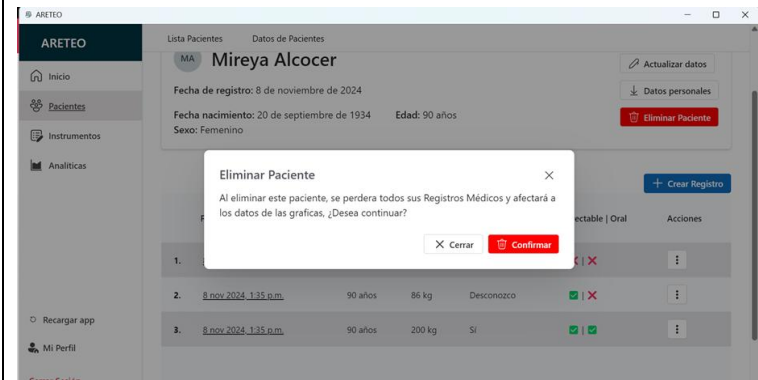 ARETEO
ARETEO
Lista Pacientes Datos de Pacientes
MA Mireya Alcocer
Actualizar datos
Inicio
Fecha de registro: 8 de noviembre de 2024
Datos personales
Pacientes
Fecha nacimiento: 20 de septiembre de 1934 Edad: 90 años
Eliminar Paciente
Sexo: Femenino
Instrumentos
Analiticas
Eliminar Paciente
Crear Registro
Al eliminar este paciente, se perdera todos sus Registros Médicos y afectará a
los datos de las graficas, ¿Desea continuar?
Oral Acciones
Cerrar Confirmar
1.
2. 8 nov 2024, 1:35 p.m. 90 años 86 kg Desconozco
3. 8 nov 2024, 1:35 p.m. 90 años 200 kg Sí
Recargar app
Mi Perfil